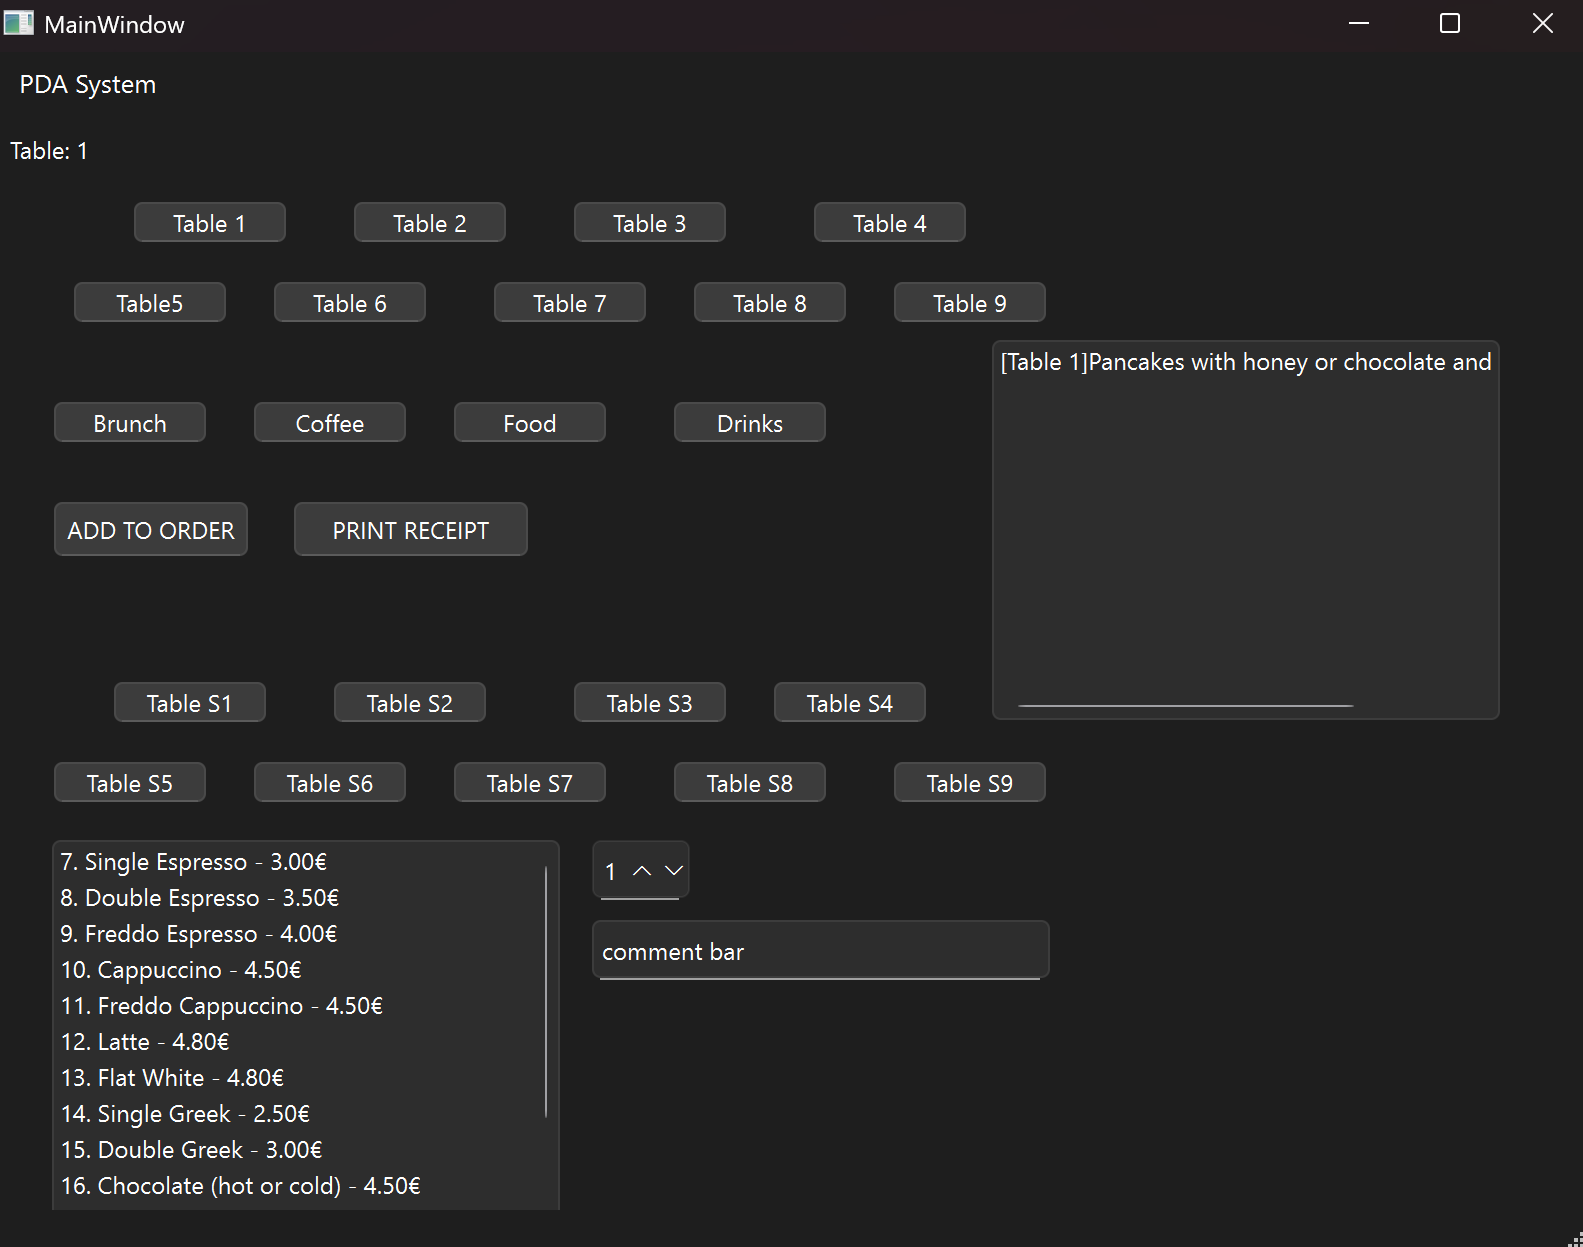 MainWindow
PDA System
Table: 1
Table 1 Table 2 Table 3 Table 4
Table5 Table 6 Table 7 Table 8 Table 9
[Table 1]Pancakes with honey or chocolate and
Brunch Coffee Food Drinks
ADD TO ORDER PRINT RECEIPT
Table S1 Table S2 Table S3 Table S4
Table S5 Table S6 Table S7 Table S8 Table S9
7. Single Espresso - 3.00€
8. Double Espresso - 3.50€
9. Freddo Espresso - 4.00€
10. Cappuccino - 4.50€
11. Freddo Cappuccino - 4.50€
12. Latte - 4.80€
13. Flat White - 4.80€
14. Single Greek - 2.50€
15. Double Greek - 3.00€
16. Chocolate (hot or cold) - 4.50€
1
comment bar